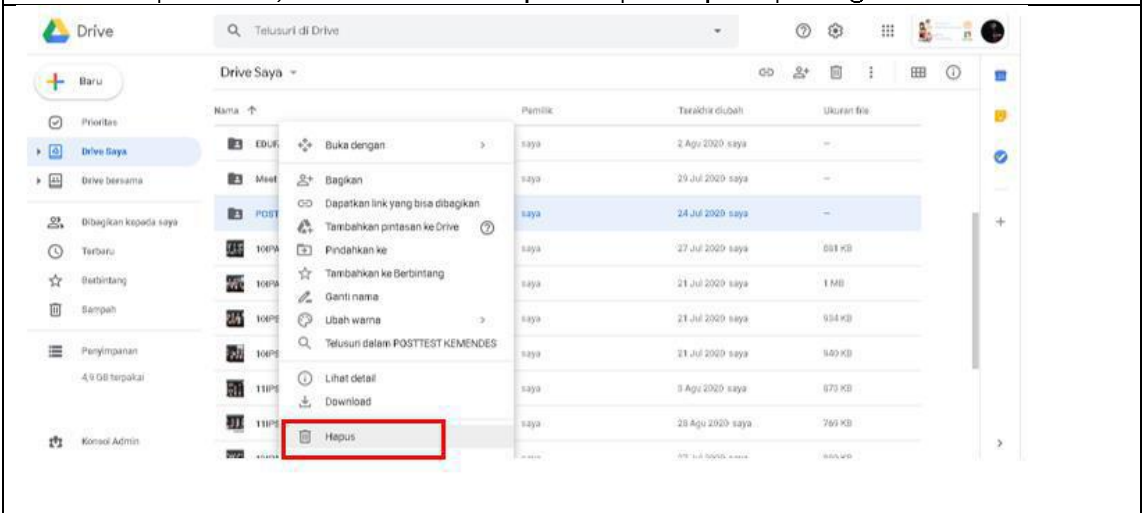 Drive
Telusuri di Drive
Baru
Drive Saya
Nama
Pemilik
Terakhir diubah
Ukuran file
Prioritas
Drive Saya
Drive bersama
Dibagikan kepada saya
Terbaru
Berbintang
Sampah
Penyimpanan
4,9 GB terpakai
Konsol Admin
Buka dengan
saya
2 Agu 2020 saya
–
Meet
Bagikan
saya
29 Jul 2020 saya
–
Dapatkan link yang bisa dibagikan
POST
saya
24 Jul 2020 saya
–
Tambahkan pintasan ke Drive
Pindahkan ke
saya
27 Jul 2020 saya
Tambahkan ke Berbintang
saya
21 Jul 2020 saya
1 MB
Ganti nama
Ubah warna
saya
21 Jul 2020 saya
934 KB
Telusuri dalam POSTTEST KEMENDES
saya
21 Jul 2020 saya
940 KB
Lihat detail
saya
Agu 2020 saya
Download
saya
28 Agu 2020 saya
Hapus